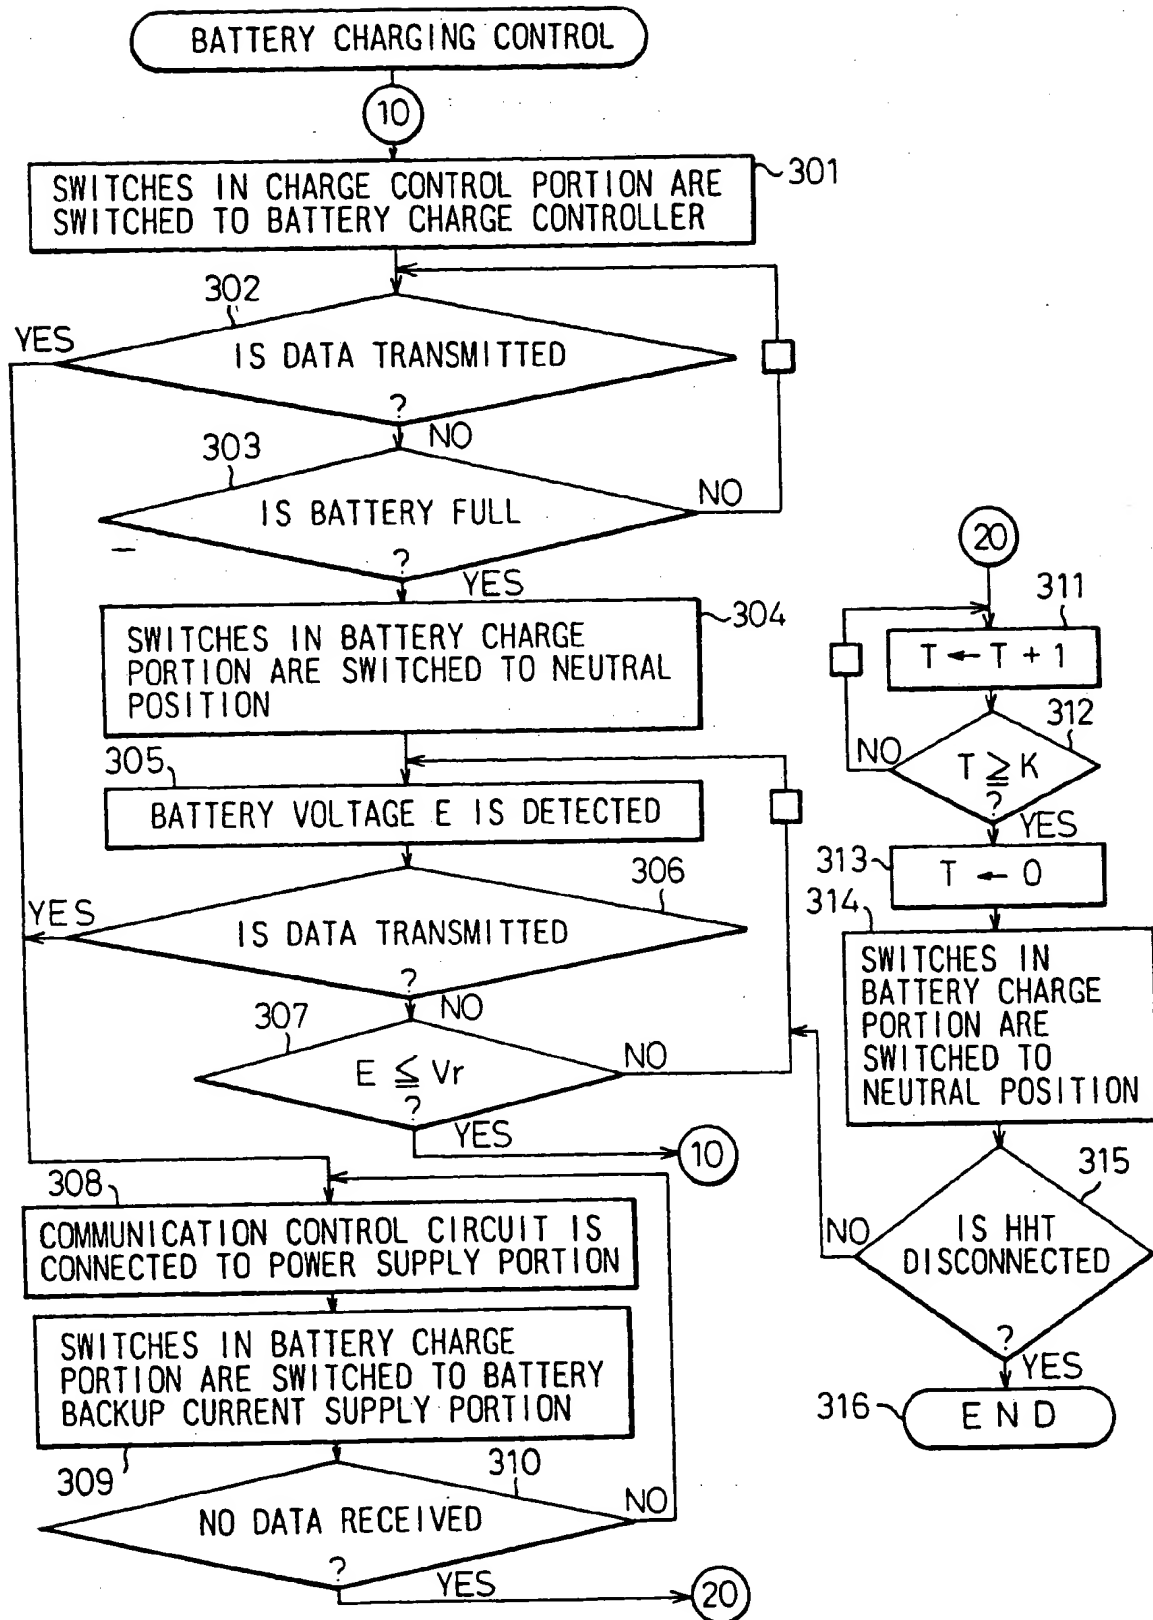 BATTERY CHARGING CONTROL
10
SWITCHES IN CHARGE CONTROL PORTION ARE
SWITCHED TO BATTERY CHARGE CONTROLLER
301
302
YES
IS DATA TRANSMITTED
?
NO
303
IS BATTERY FULL
?
NO
YES
SWITCHES IN BATTERY CHARGE
PORTION ARE SWITCHED TO NEUTRAL
POSITION
304
305
BATTERY VOLTAGE E IS DETECTED
306
YES
IS DATA TRANSMITTED
?
NO
307
E ≦ Vr
?
NO
YES
10
308
COMMUNICATION CONTROL CIRCUIT IS
CONNECTED TO POWER SUPPLY PORTION
SWITCHES IN BATTERY CHARGE
PORTION ARE SWITCHED TO BATTERY
BACKUP CURRENT SUPPLY PORTION
309
310
NO DATA RECEIVED
?
NO
YES
20
20
311
T ← T + 1
312
NO
T ≧ K
?
YES
313
T ← 0
314
SWITCHES IN
BATTERY CHARGE
PORTION ARE
SWITCHED TO
NEUTRAL POSITION
315
NO
IS HHT
DISCONNECTED
?
YES
316
END